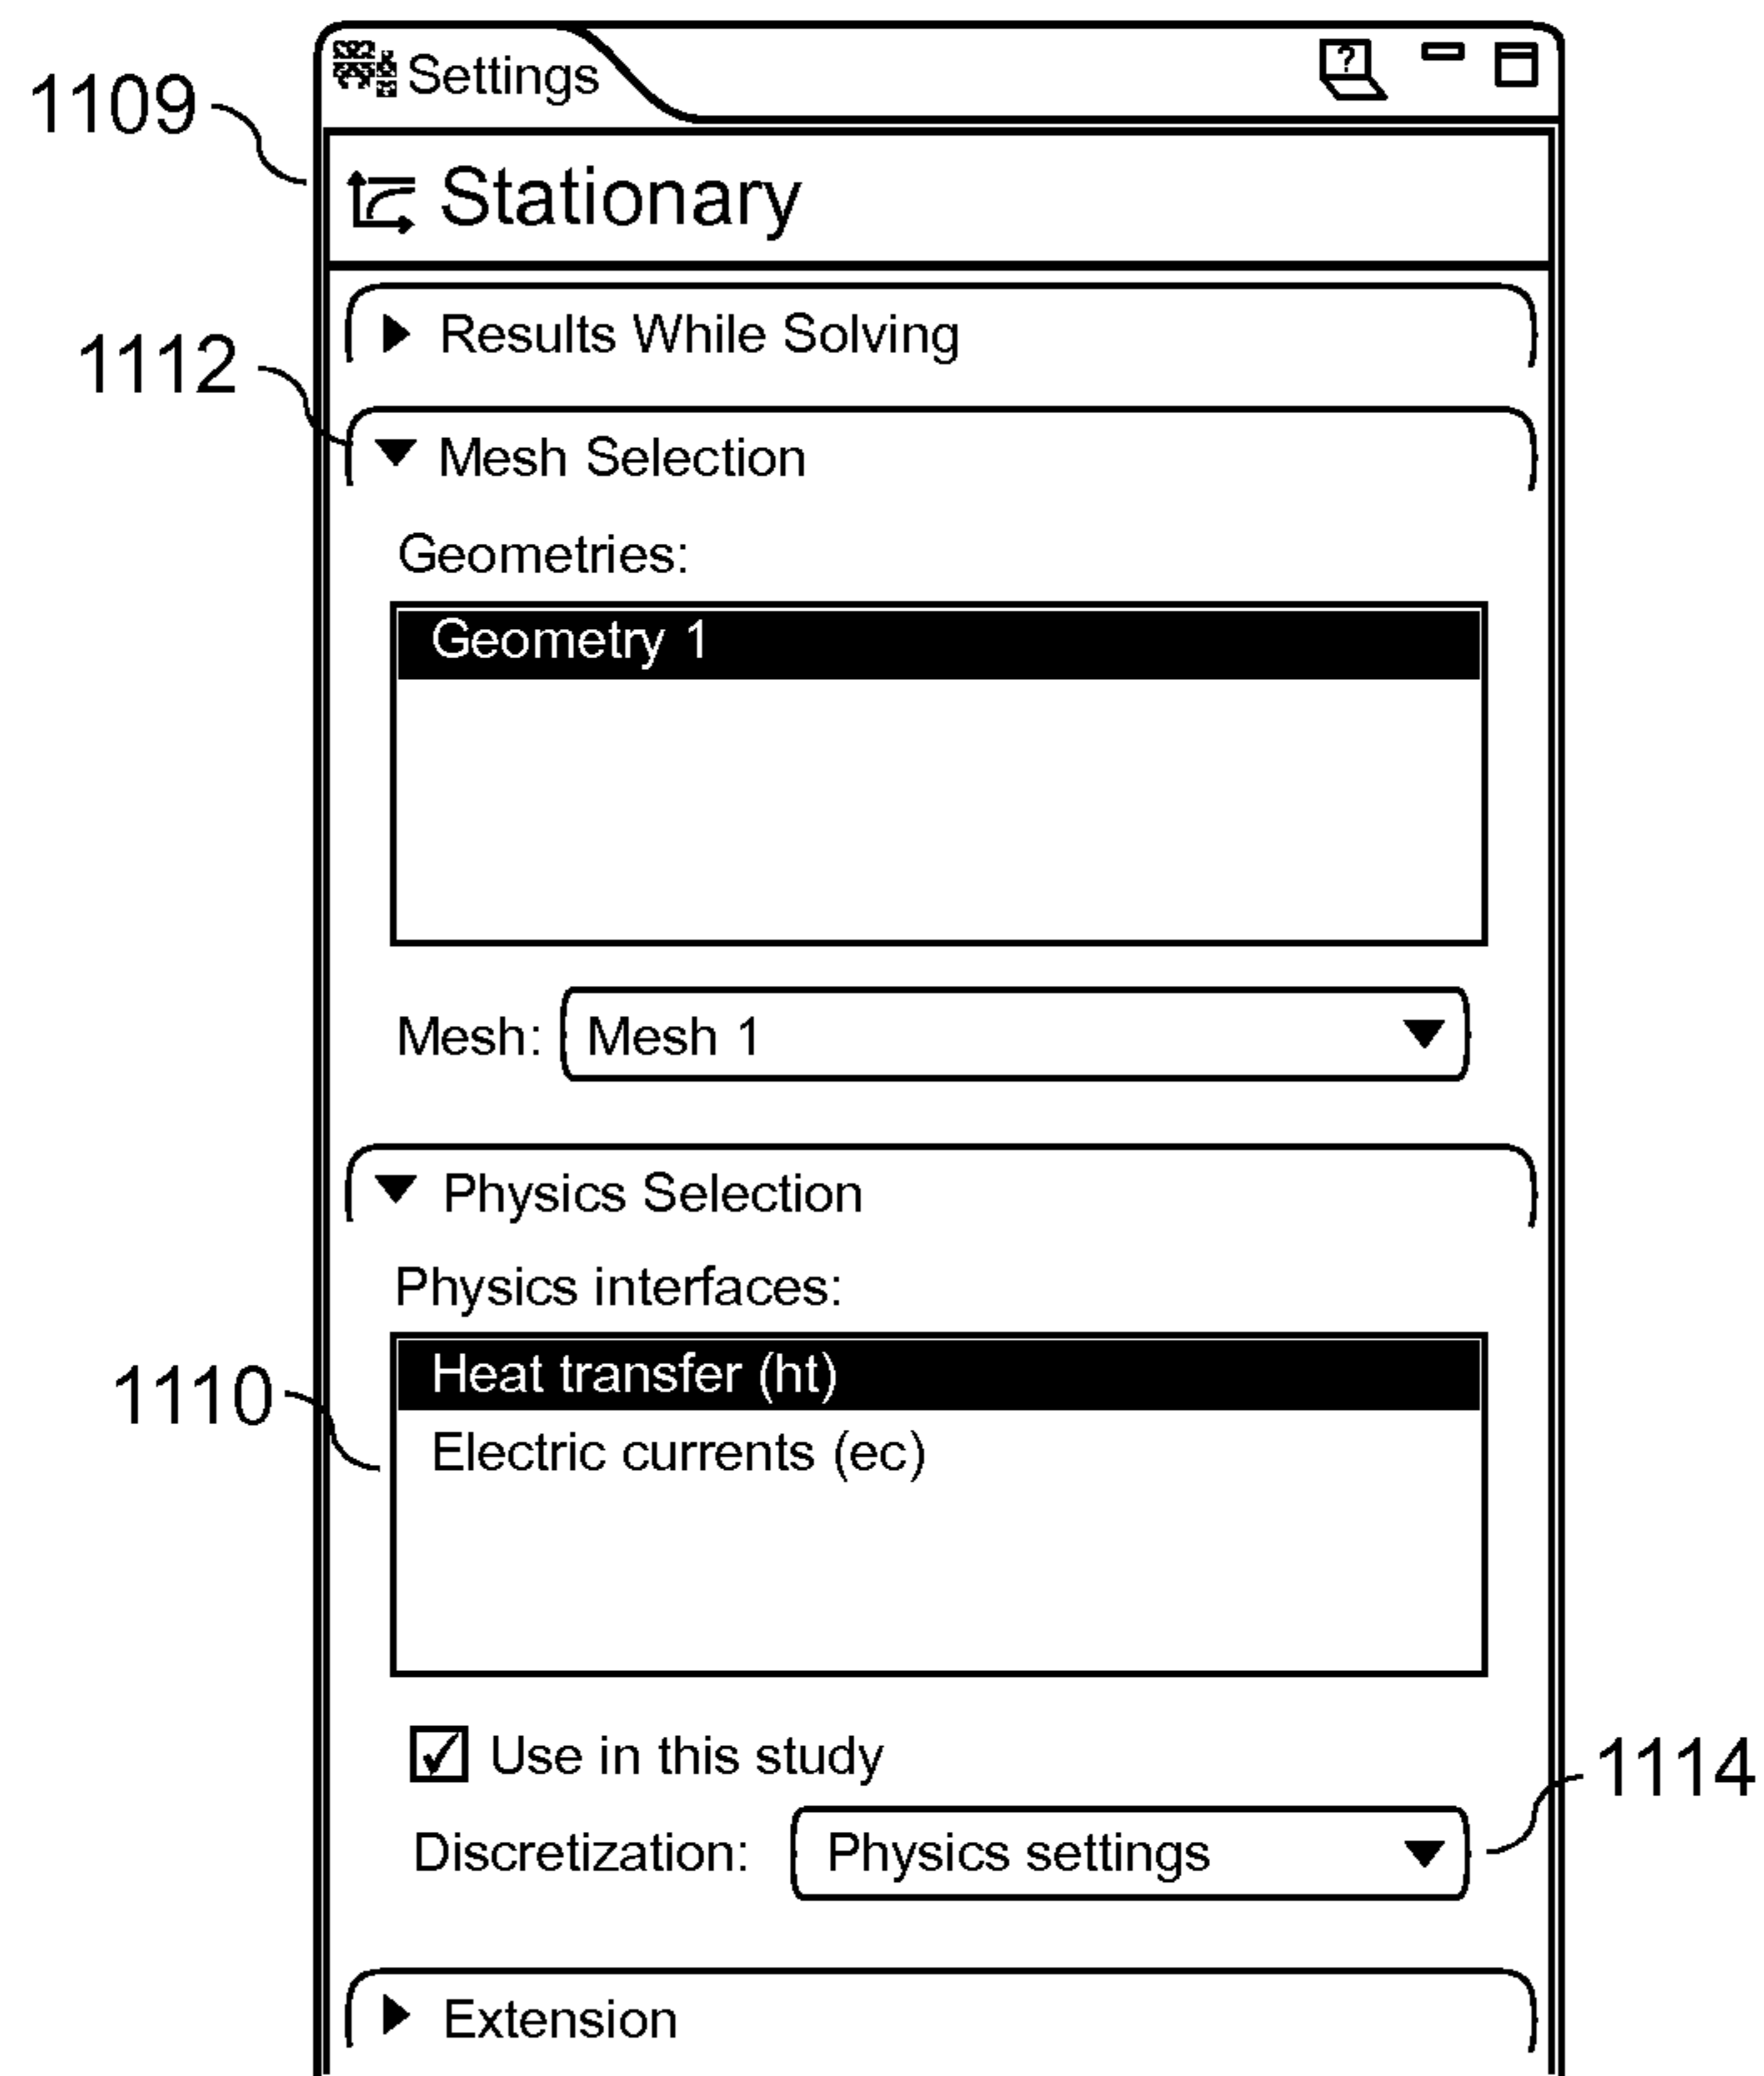 Settings
?
1109
Stationary
Results While Solving
1112
Mesh Selection
Geometries:
Geometry 1
Mesh: Mesh 1
Physics Selection
Physics interfaces:
Heat transfer (ht)
1110
Electric currents (ec)
Use in this study
1114
Discretization: Physics settings
Extension